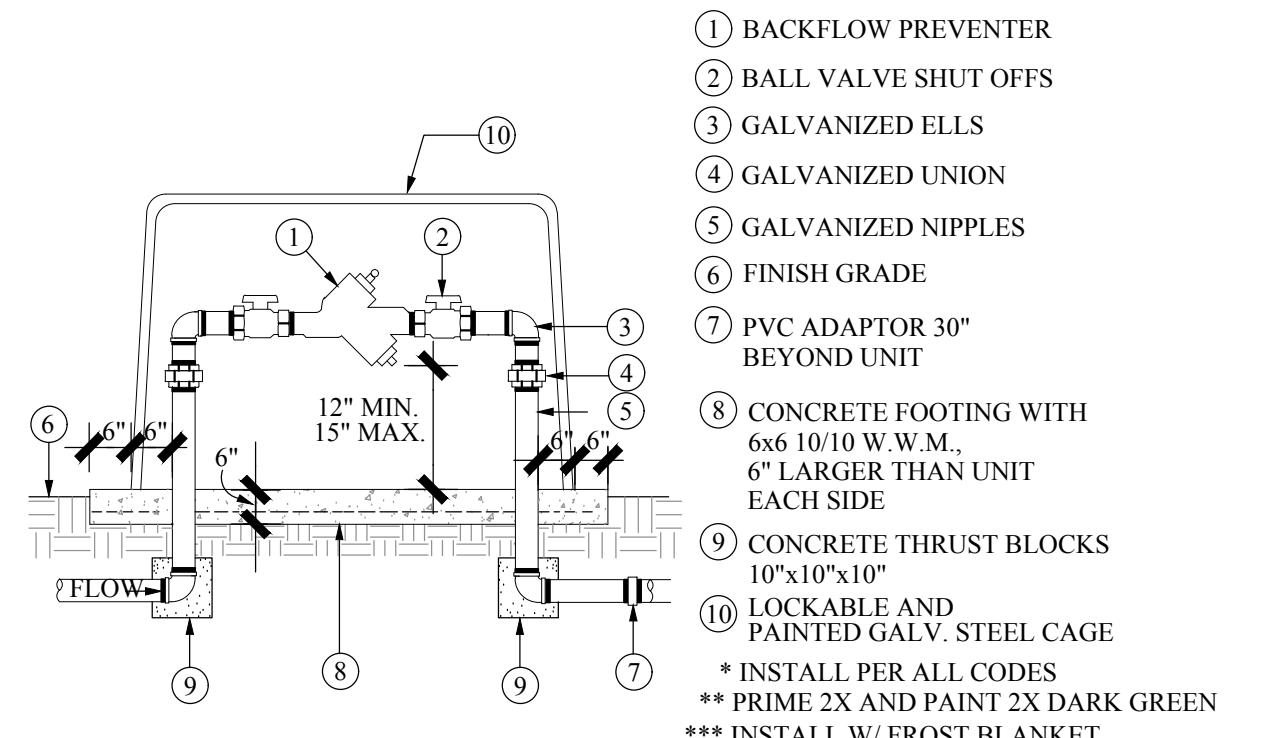 1 BACKFLOW PREVENTER
2 BALL VALVE SHUT OFFS
3 GALVANIZED ELLS
4 GALVANIZED UNION
5 GALVANIZED NIPPLES
6 FINISH GRADE
7 PVC ADAPTOR 30"
BEYOND UNIT
8 CONCRETE FOOTING WITH
6x6 10/10 W.W.M.,
6" LARGER THAN UNIT
EACH SIDE
9 CONCRETE THRUST BLOCKS
10"x10"x10"
10 LOCKABLE AND
PAINTED GALV. STEEL CAGE
* INSTALL PER ALL CODES
** PRIME 2X AND PAINT 2X DARK GREEN
*** INSTALL W/ FROST BLANKET
10
1
2
3
4
5
12" MIN.
15" MAX.
6
6"
6"
6"
6"
6"
FLOW
9
8
9
7